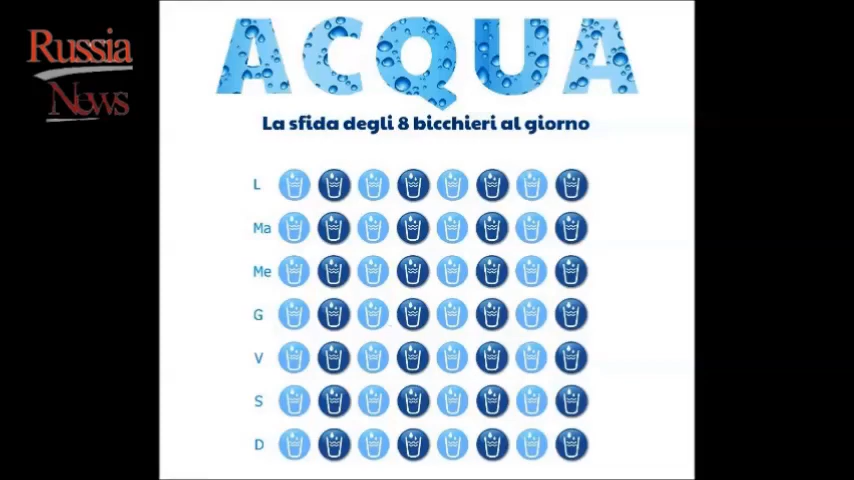 Russia
News
ACQUA
La sfida degli 8 bicchieri al giorno
L
Ma
Me
G
V
S
D